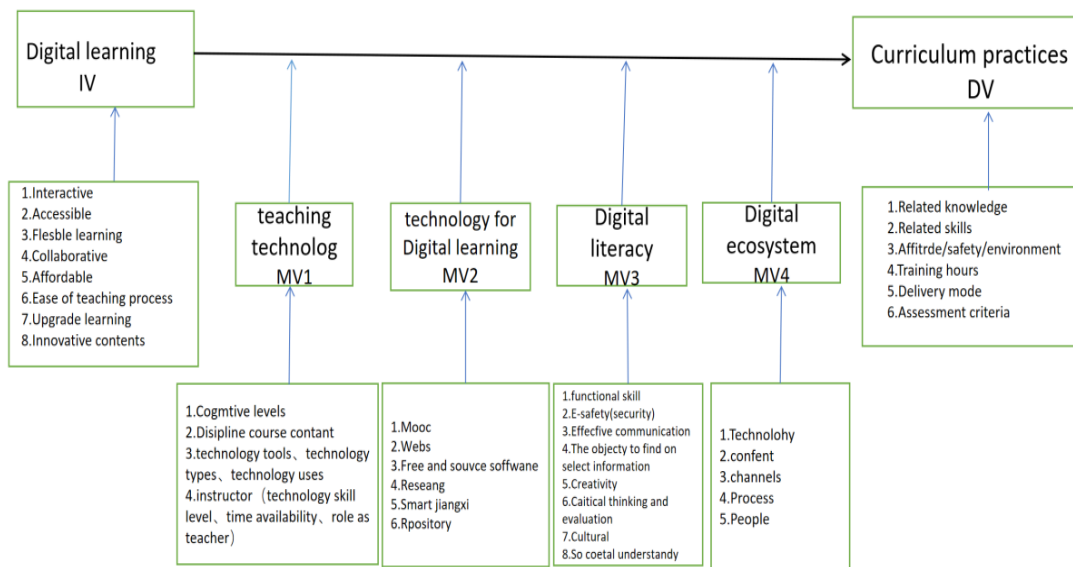 Digital learning
IV
Curriculum practices
DV
1.Interactive
2.Accessible
3.Flesble learning
4.Collaborative
5.Affordable
6.Ease of teaching process
7.Upgrade learning
8.Innovative contents
teaching
technolog
MV1
technology for
Digital learning
MV2
Digital
literacy
MV3
Digital
ecosystem
MV4
1.Related knowledge
2.Related skills
3.Affitrde/safety/environment
4.Training hours
5.Delivery mode
6.Assessment criteria
1.Cogmtive levels
2.Disipline course contant
3.technology tools、technology
types、technology uses
4.instructor（technology skill
level、time availability、role as
teacher）
1.Mooc
2.Webs
3.Free and souvce soffwane
4.Reseang
5.Smart jiangxi
6.Rpository
1.functional skill
2.E-safety(security)
3.Effecfive communication
4.The objecty to find on
select information
5.Creativity
6.Caitical thinking and
evaluation
7.Cultural
8.So coetal understandy
1.Technolohy
2.confent
3.channels
4.Process
5.People